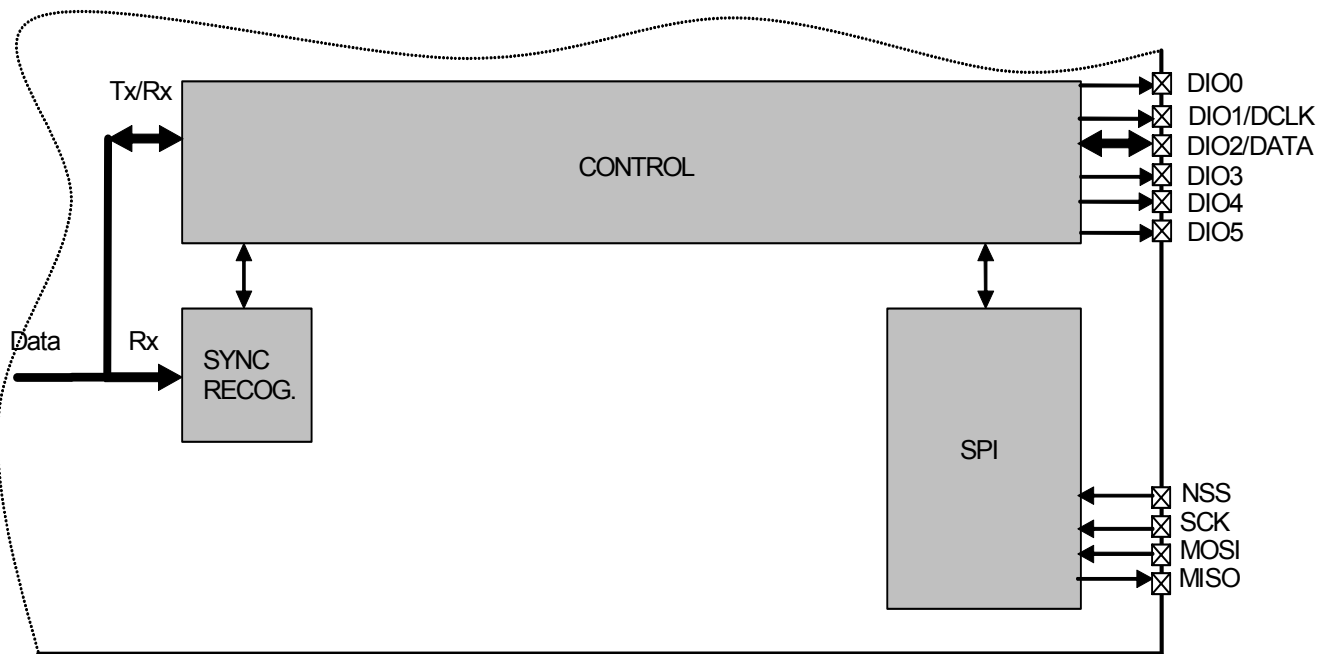 Tx/Rx
CONTROL
DIO0
DIO1/DCLK
DIO2/DATA
DIO3
DIO4
DIO5
Data
Rx
SYNC
RECOG.
SPI
NSS
SCK
MOSI
MISO